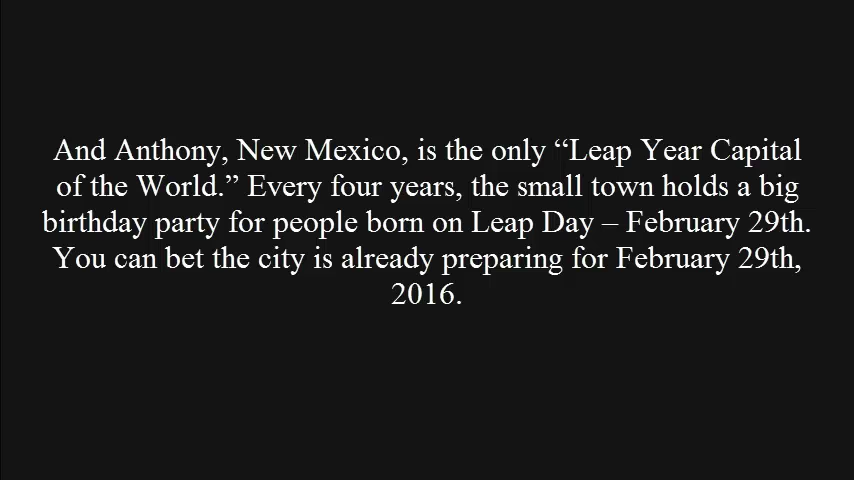 And Anthony, New Mexico, is the only “Leap Year Capital
of the World.” Every four years, the small town holds a big
birthday party for people born on Leap Day – February 29th.
You can bet the city is already preparing for February 29th,
2016.